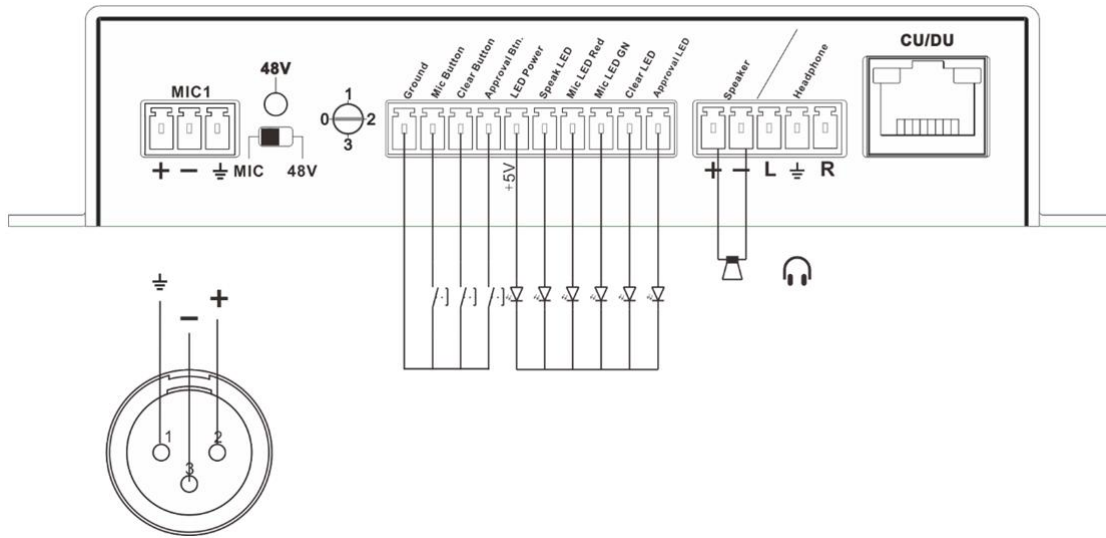 CU/DU
48V
MIC1
Ground
Mic Button
Clear Button
Approval Btn.
LED Power
Speak LED
Mic LED Red
Mic LED GN
Clear LED
Approval LED
Speaker
Headphone
1
0 2
3
MIC 48V
+ −
+5V
+ − L R
− +
1 2
3